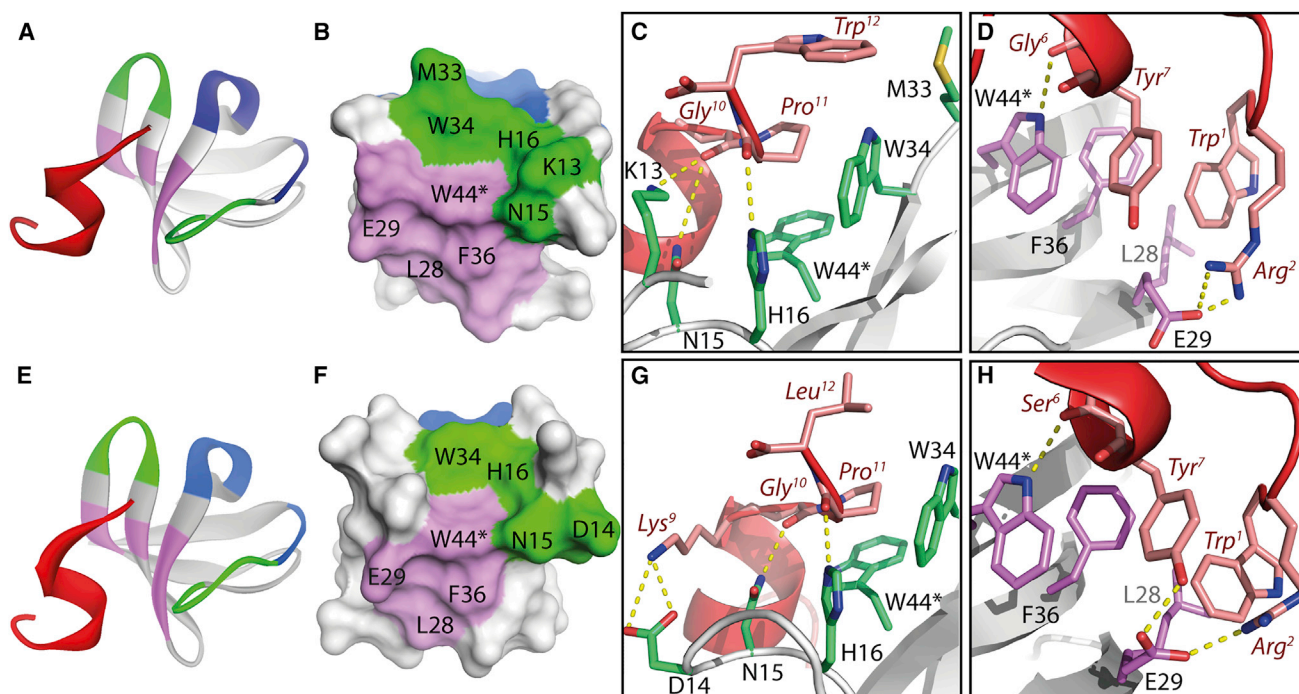 A
B
M33
W34
H16
K13
W44*
N15
E29
F36
L28
C
Trp12
M33
Gly10
Pro11
K13
W34
W44*
H16
N15
D
Gly6
Tyr7
W44*
Trp1
F36
L28
Arg2
E29
E
F
W34
H16
D14
W44*
N15
E29
F36
L28
G
Leu12
W34
Pro11
Gly10
Lys9
W44*
H16
N15
D14
H
Ser6
W44*
Tyr7
Trp1
L28
F36
Arg2
E29